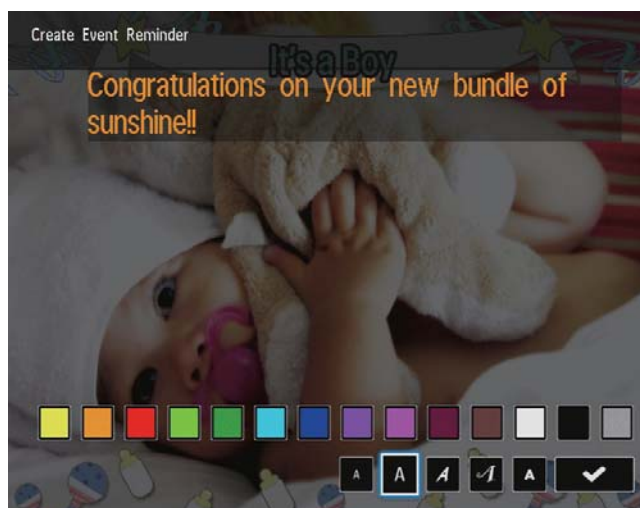 Create Event Reminder
It's a Boy
Congratulations on your new bundle of
sunshine!!
A A A A A